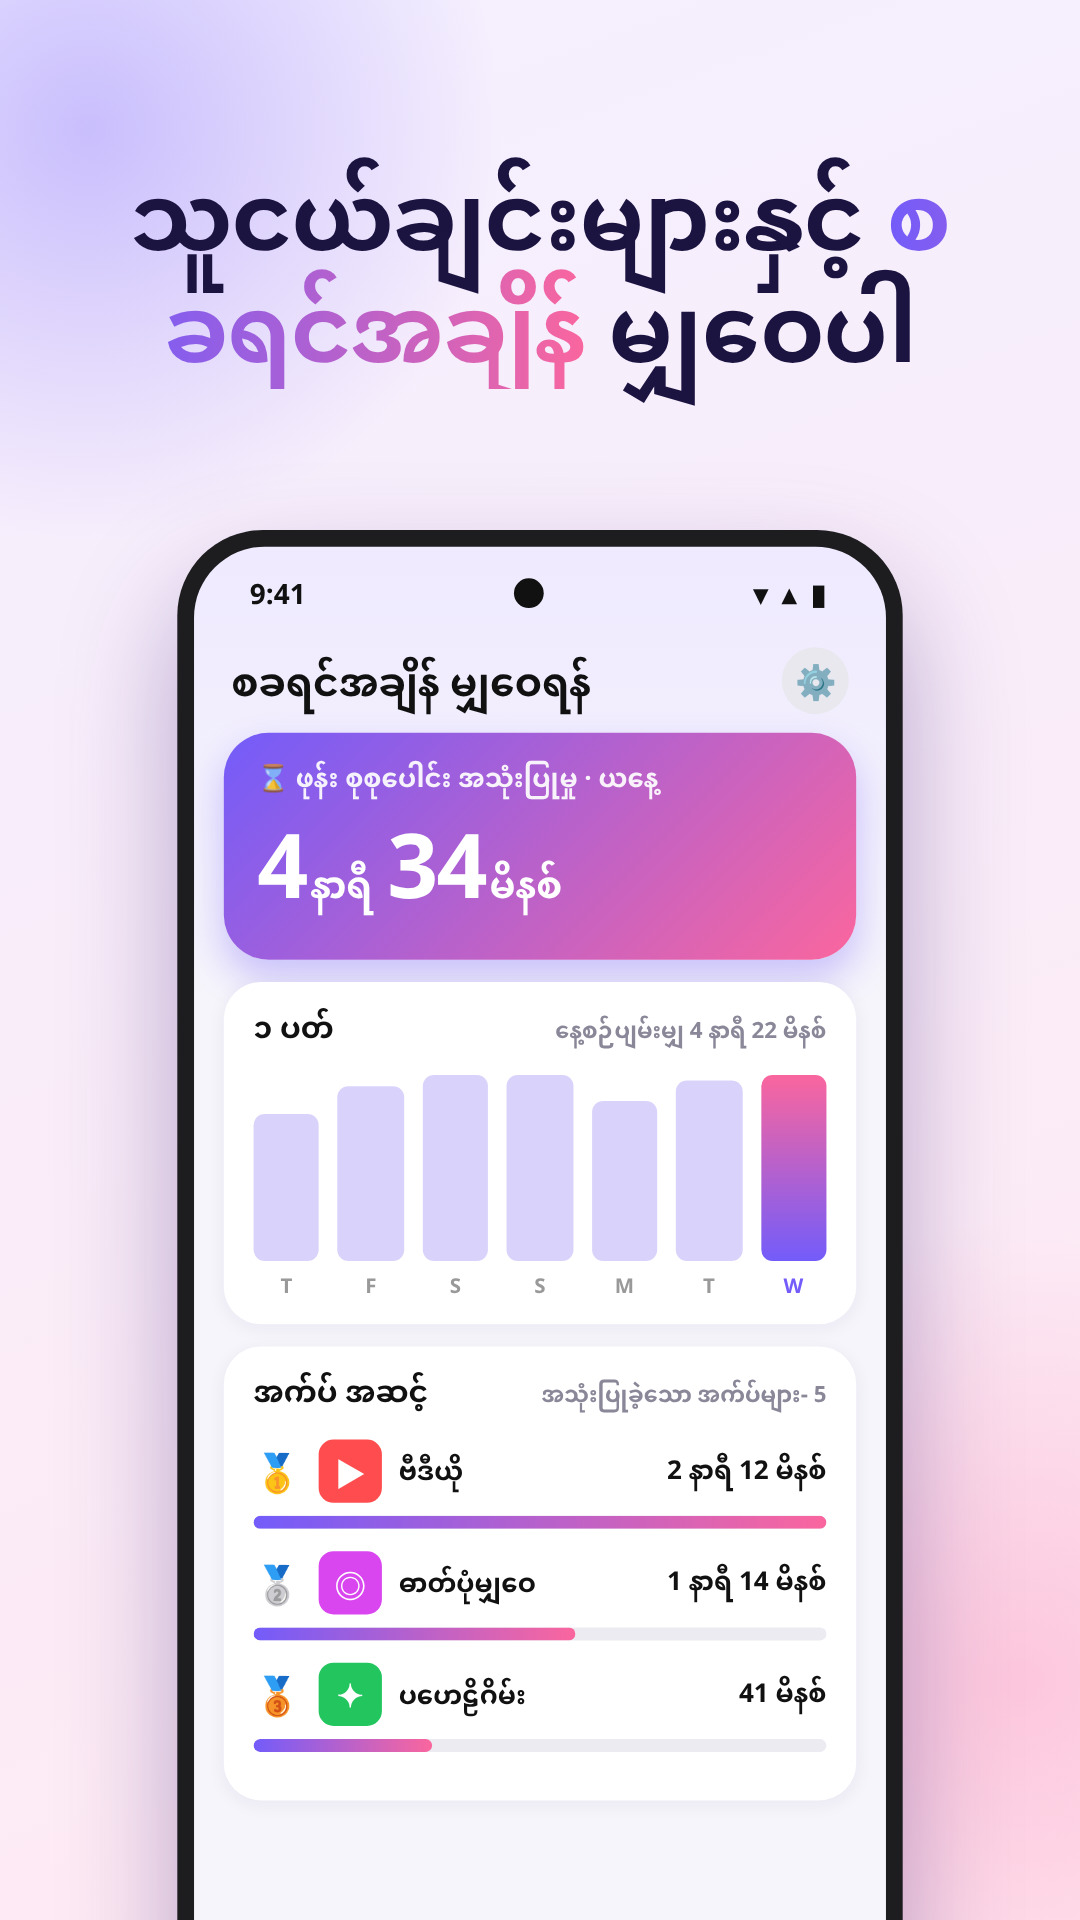 သူငယ်ချင်းများနှင့် စ
ခရင်အချိန် မျှဝေပါ
9:41
စခရင်အချိန် မျှဝေရန်
⌛ ဖုန်း စုစုပေါင်း အသုံးပြုမှု · ယနေ့
4နာရီ 34မိနစ်
၁ ပတ်
နေ့စဉ်ပျမ်းမျှ 4 နာရီ 22 မိနစ်
T F S S M T W
အက်ပ် အဆင့်
အသုံးပြုခဲ့သော အက်ပ်များ- 5
🥇 ဗီဒီယို 2 နာရီ 12 မိနစ်
🥈 ဓာတ်ပုံမျှဝေ 1 နာရီ 14 မိနစ်
🥉 ပဟေဠိဂိမ်း 41 မိနစ်